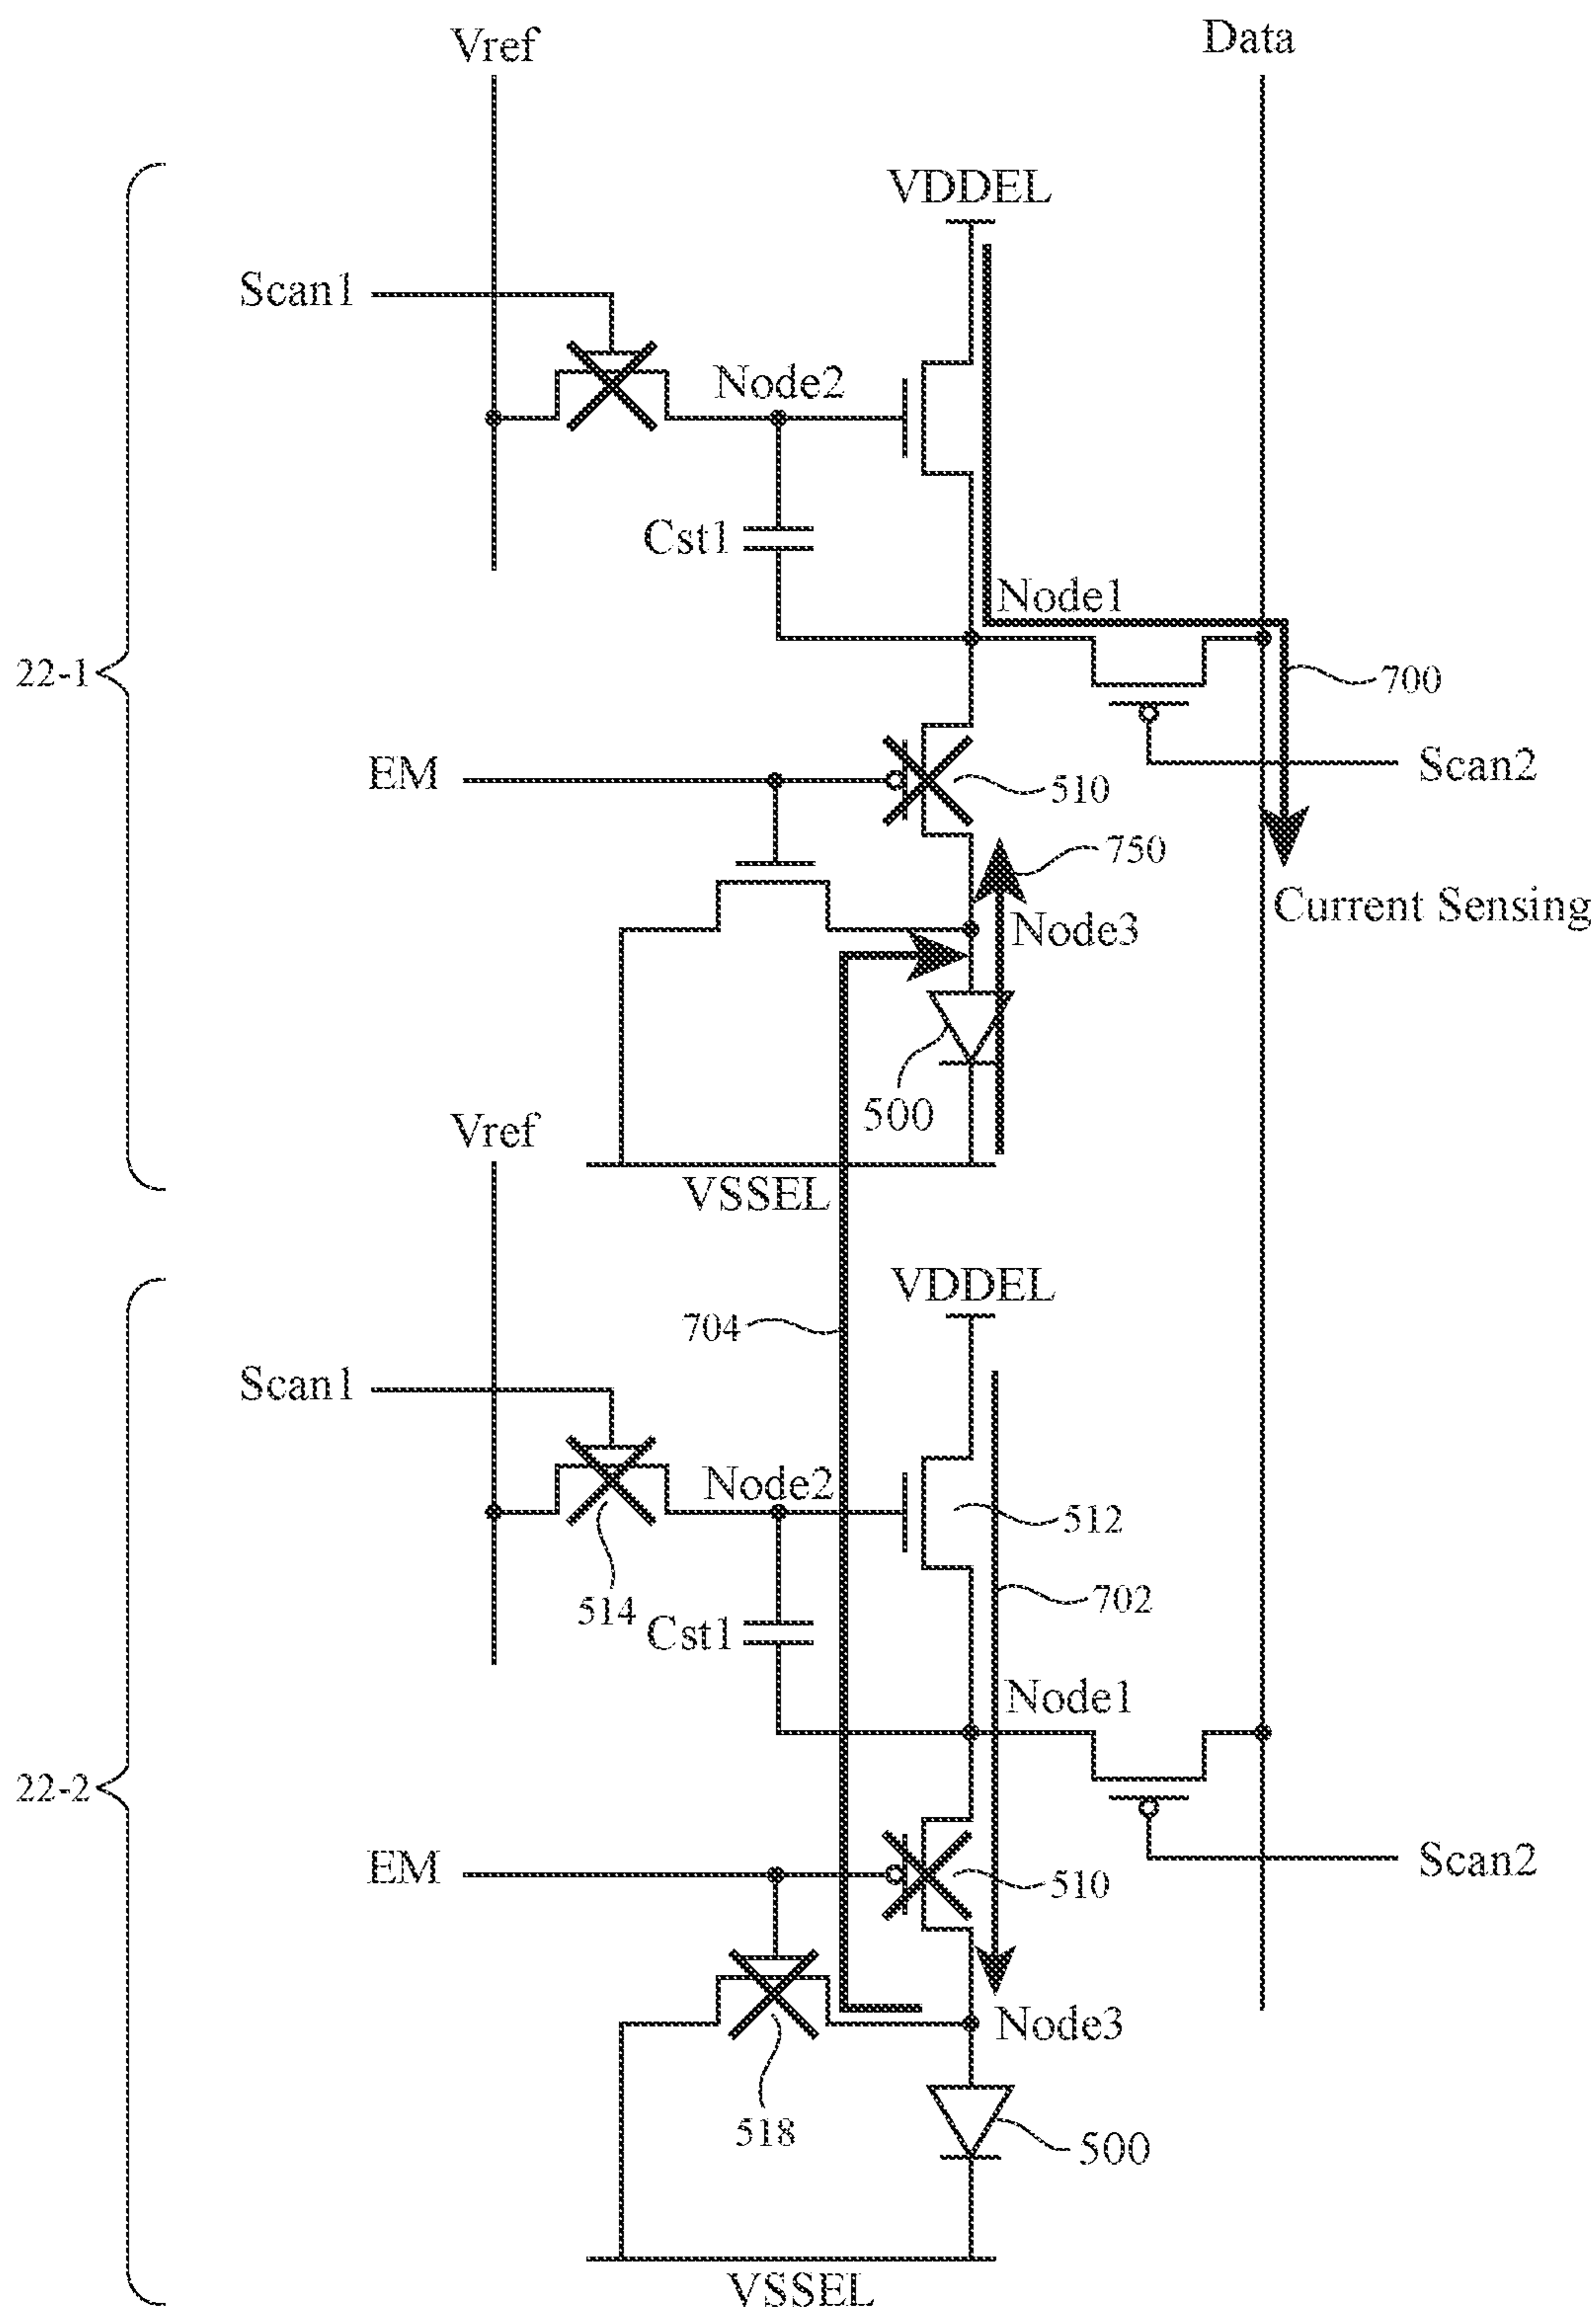 Vref
Data
VDDEL
Scan1
Node2
Cst1
Node1
22-1
700
EM
510
Scan2
750
Current Sensing
Node3
500
Vref
VSSEL
VDDEL
704
Scan1
Node2
512
514
Cst1
702
Node1
22-2
EM
510
Scan2
Node3
518
500
VSSEL